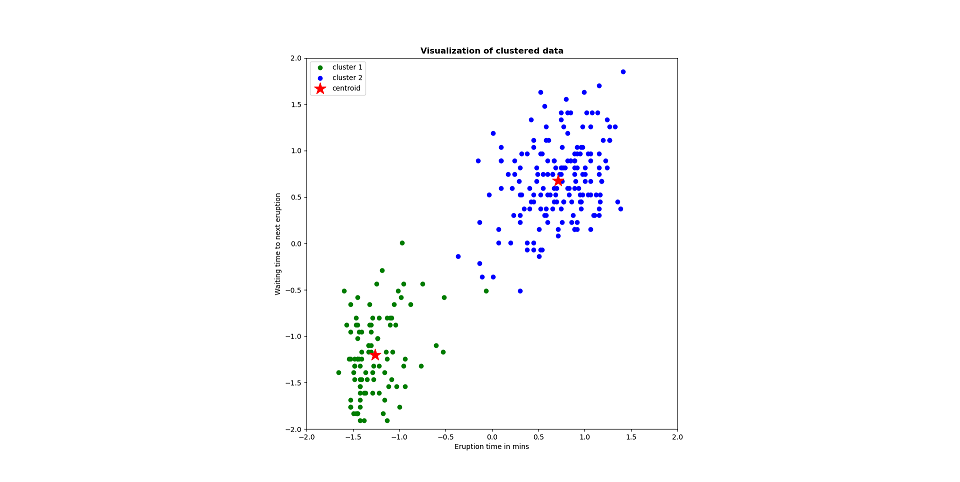 Visualization of clustered data
cluster 1
cluster 2
centroid
2.0
1.5
1.0
0.5
0.0
−0.5
−1.0
−1.5
−2.0
Waiting time to next eruption
−2.0 −1.5 −1.0 −0.5 0.0 0.5 1.0 1.5 2.0
Eruption time in mins